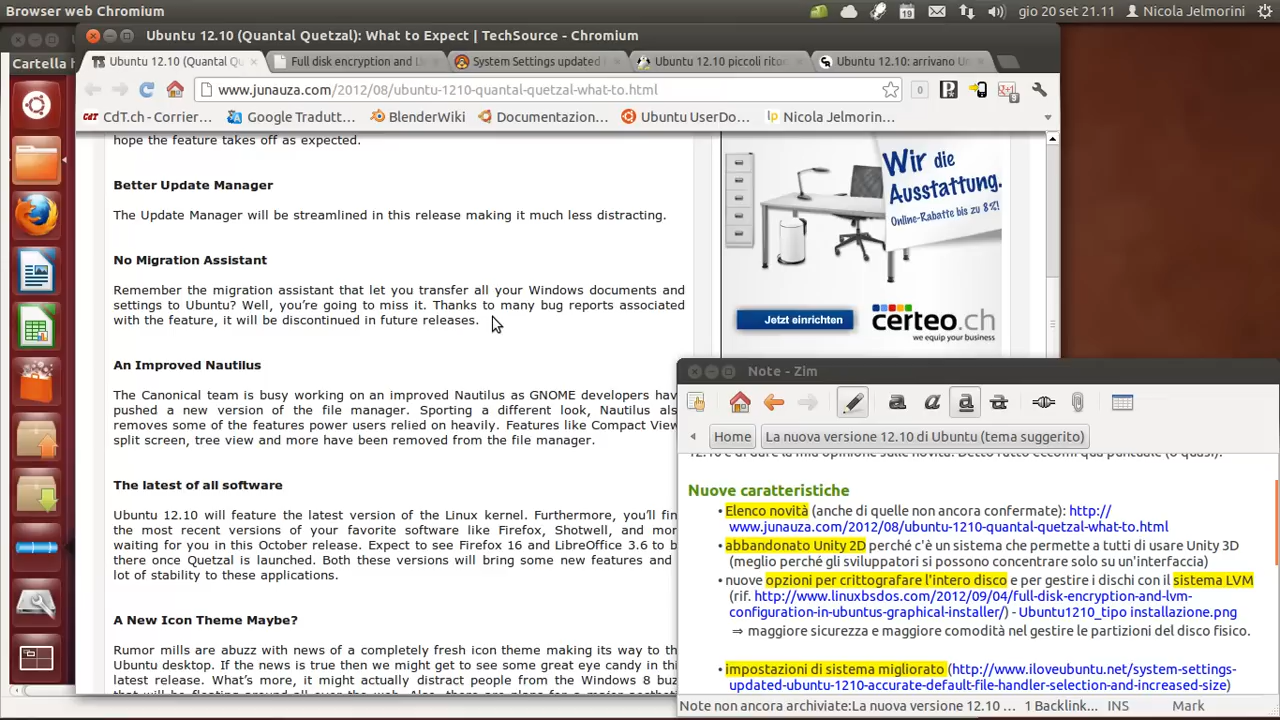 Browser web Chromium
19
gio 20 set 21.11
Nicola Jelmorini
Cartella
Ubuntu 12.10 (Quantal Quetzal): What to Expect | TechSource - Chromium
Ubuntu 12.10 (Quantal Qu
Full disk encryption and L
System Settings updated
Ubuntu 12.10 piccoli rito
Ubuntu 12.10: arrivano U
www.junauza.com/2012/08/ubuntu-1210-quantal-quetzal-what-to.html
0
CdT.ch - Corrier...
Google Tradutt...
BlenderWiki
Documentazion...
Ubuntu UserDo...
Nicola Jelmorin...
hope the feature takes off as expected.
Better Update Manager
The Update Manager will be streamlined in this release making it much less distracting.
No Migration Assistant
Remember the migration assistant that let you transfer all your Windows documents and
settings to Ubuntu? Well, you're going to miss it. Thanks to many bug reports associated
with the feature, it will be discontinued in future releases.
An Improved Nautilus
The Canonical team is busy working on an improved Nautilus as GNOME developers hav
pushed a new version of the file manager. Sporting a different look, Nautilus als
removes some of the features power users relied on heavily. Features like Compact View
split screen, tree view and more have been removed from the file manager.
The latest of all software
Ubuntu 12.10 will feature the latest version of the Linux kernel. Furthermore, you'll fin
the most recent versions of your favorite software like Firefox, Shotwell, and mor
waiting for you in this October release. Expect to see Firefox 16 and LibreOffice 3.6 to b
there once Quetzal is launched. Both these versions will bring some new features and
lot of stability to these applications.
A New Icon Theme Maybe?
Rumor mills are abuzz with news of a completely fresh icon theme making its way to th
Ubuntu desktop. If the news is true then we might get to see some great eye candy in thi
latest release. What's more, it might actually distract people from the Windows 8 buz
Wir die
Ausstattung.
Online-Rabatte bis zu 8%!
Jetzt einrichten
certeo.ch
we equip your business
Note - Zim
Home
La nuova versione 12.10 di Ubuntu (tema suggerito)
12.10 e di dare la mia opinione sulle novità. Detto fatto eccomi qua puntuale (o quasi).
Nuove caratteristiche
• Elenco novità (anche di quelle non ancora confermate): http://
www.junauza.com/2012/08/ubuntu-1210-quantal-quetzal-what-to.html
• abbandonato Unity 2D perché c'è un sistema che permette a tutti di usare Unity 3D
(meglio perché gli sviluppatori si possono concentrare solo su un'interfaccia)
• nuove opzioni per crittografare l'intero disco e per gestire i dischi con il sistema LVM
(rif. http://www.linuxbsdos.com/2012/09/04/full-disk-encryption-and-lvm-
configuration-in-ubuntus-graphical-installer/) - Ubuntu1210_tipo installazione.png
⇒ maggiore sicurezza e maggiore comodità nel gestire le partizioni del disco fisico.
• impostazioni di sistema migliorato (http://www.iloveubuntu.net/system-settings-
updated-ubuntu-1210-accurate-default-file-handler-selection-and-increased-size)
Note non ancora archiviate:La nuova versione 12.10 ...
1 Backlink...
INS
Mark